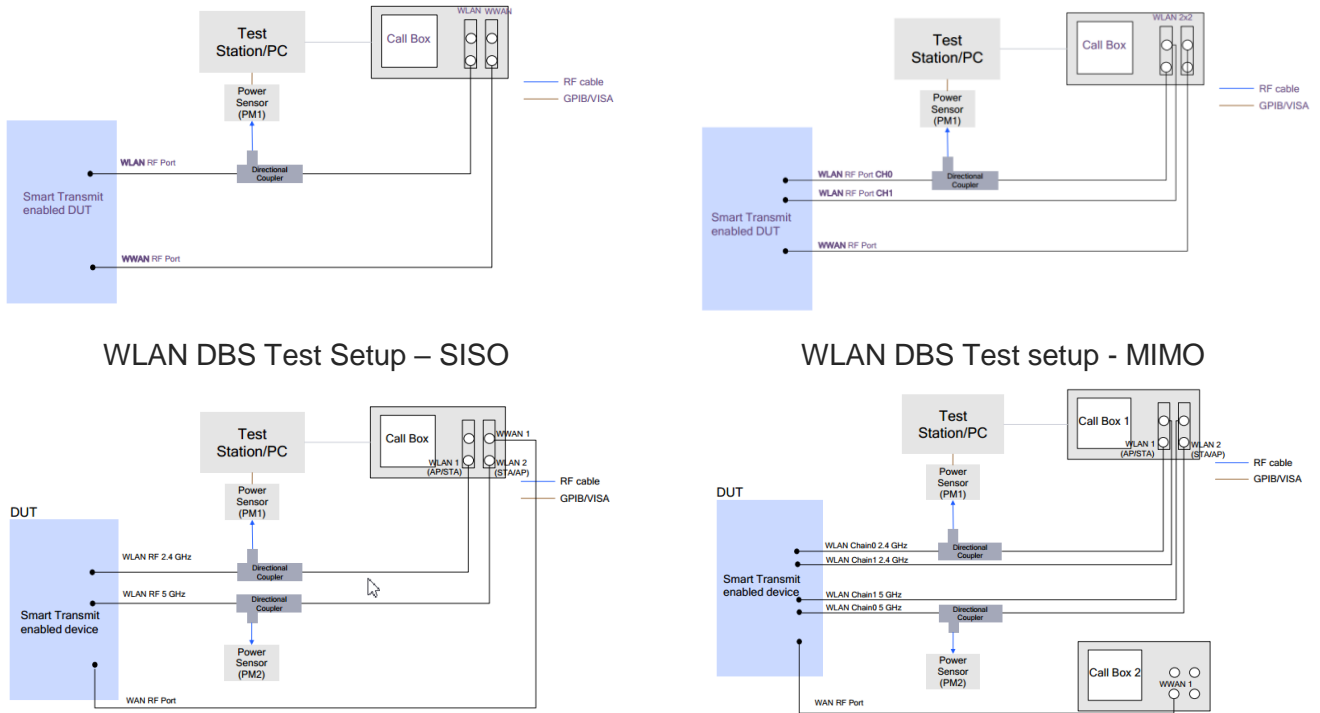 Test
Station/PC
Call Box
WLAN WWAN
RF cable
GPIB/VISA
Power
Sensor
(PM1)
WLAN RF Port
Directional
Coupler
Smart Transmit
enabled DUT
WWAN RF Port
Test
Station/PC
Call Box
WLAN 2x2
RF cable
GPIB/VISA
Power
Sensor
(PM1)
WLAN RF Port CH0
Directional
Coupler
WLAN RF Port CH1
Smart Transmit
enabled DUT
WWAN RF Port
WLAN DBS Test Setup – SISO
WLAN DBS Test setup - MIMO
Test
Station/PC
Call Box
WWAN 1
WLAN 1
(AP/STA)
WLAN 2
(STA/AP)
RF cable
GPIB/VISA
Power
Sensor
(PM1)
DUT
WLAN RF 2.4 GHz
Directional
Coupler
WLAN RF 5 GHz
Directional
Coupler
Smart Transmit
enabled device
Power
Sensor
(PM2)
WAN RF Port
Test
Station/PC
Call Box 1
WLAN 1
(AP/STA)
WLAN 2
(STA/AP)
RF cable
GPIB/VISA
Power
Sensor
(PM1)
DUT
WLAN Chain0 2.4 GHz
Directional
Coupler
WLAN Chain1 2.4 GHz
Smart Transmit
enabled device
WLAN Chain1 5 GHz
WLAN Chain0 5 GHz
Directional
Coupler
Power
Sensor
(PM2)
Call Box 2
WWAN 1
WAN RF Port